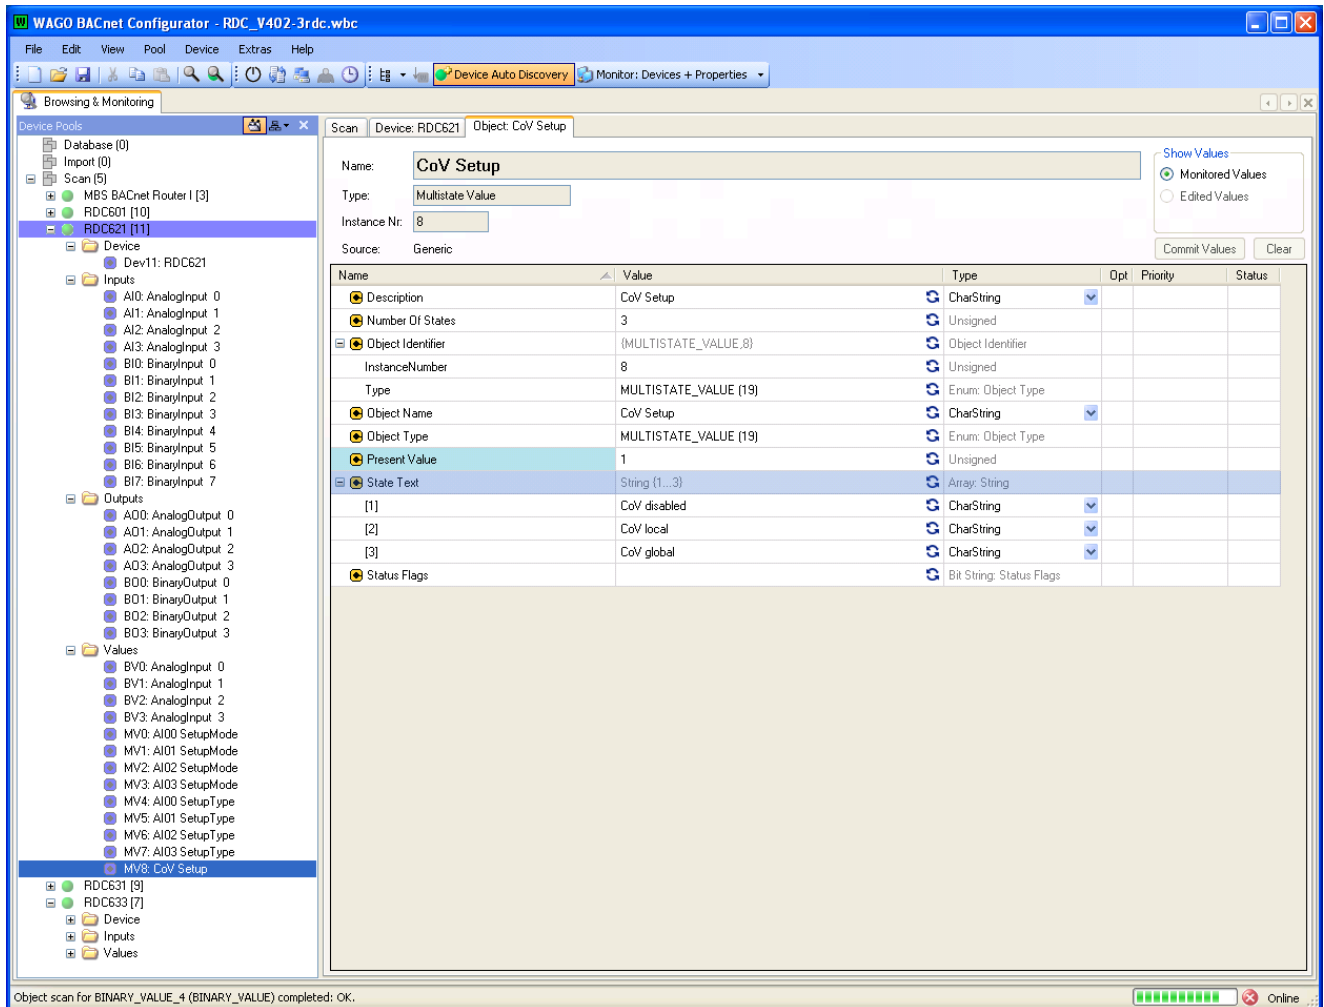 WAGO BACnet Configurator - RDC_V402-3rdc.wbc
File Edit View Pool Device Extras Help
Device Auto Discovery Monitor: Devices + Properties
Browsing & Monitoring
Device Pools
Scan Device: RDC621 Object: CoV Setup
Database (0)
Import (0)
Scan (5)
MBS BACnet Router I [3]
RDC601 [10]
RDC621 [11]
Device
Dev11: RDC621
Inputs
AI0: AnalogInput 0
AI1: AnalogInput 1
AI2: AnalogInput 2
AI3: AnalogInput 3
BI0: BinaryInput 0
BI1: BinaryInput 1
BI2: BinaryInput 2
BI3: BinaryInput 3
BI4: BinaryInput 4
BI5: BinaryInput 5
BI6: BinaryInput 6
BI7: BinaryInput 7
Outputs
AO0: AnalogOutput 0
AO1: AnalogOutput 1
AO2: AnalogOutput 2
AO3: AnalogOutput 3
BO0: BinaryOutput 0
BO1: BinaryOutput 1
BO2: BinaryOutput 2
BO3: BinaryOutput 3
Values
BV0: AnalogInput 0
BV1: AnalogInput 1
BV2: AnalogInput 2
BV3: AnalogInput 3
MV0: AI00 SetupMode
MV1: AI01 SetupMode
MV2: AI02 SetupMode
MV3: AI03 SetupMode
MV4: AI00 SetupType
MV5: AI01 SetupType
MV6: AI02 SetupType
MV7: AI03 SetupType
MV8: CoV Setup
RDC631 [9]
RDC633 [7]
Device
Inputs
Values
Name: CoV Setup
Type: Multistate Value
Instance Nr: 8
Source: Generic
Show Values
Monitored Values
Edited Values
Commit Values Clear
Name Value Type Opt Priority Status
Description CoV Setup CharString
Number Of States 3 Unsigned
Object Identifier {MULTISTATE_VALUE,8} Object Identifier
InstanceNumber 8 Unsigned
Type MULTISTATE_VALUE (19) Enum: Object Type
Object Name CoV Setup CharString
Object Type MULTISTATE_VALUE (19) Enum: Object Type
Present Value 1 Unsigned
State Text String {1...3} Array: String
[1] CoV disabled CharString
[2] CoV local CharString
[3] CoV global CharString
Status Flags Bit String: Status Flags
Object scan for BINARY_VALUE_4 (BINARY_VALUE) completed: OK.
Online